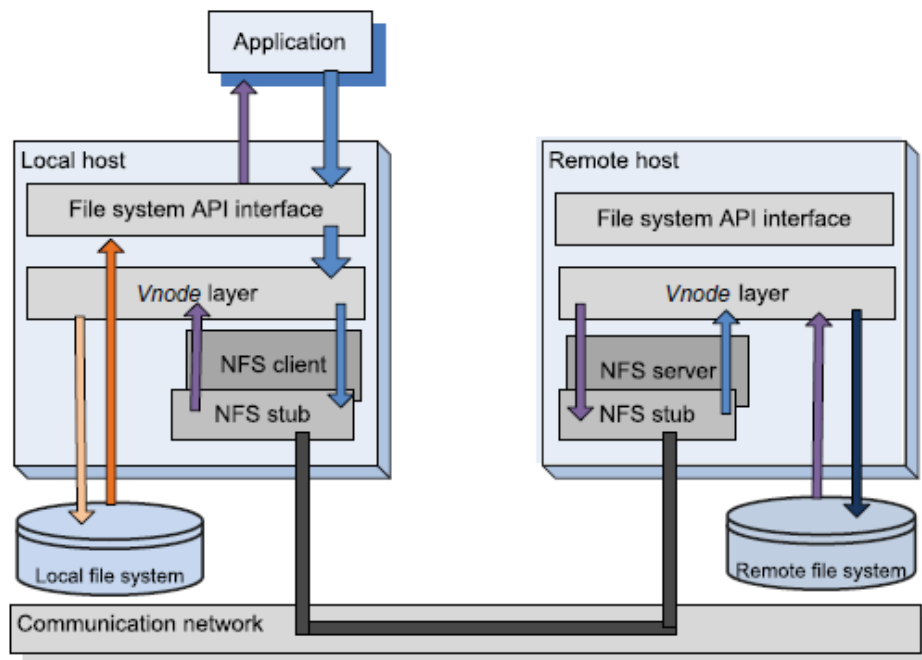 Application
Local host
File system API interface
Vnode layer
NFS client
NFS stub
Local file system
Remote host
File system API interface
Vnode layer
NFS server
NFS stub
Remote file system
Communication network